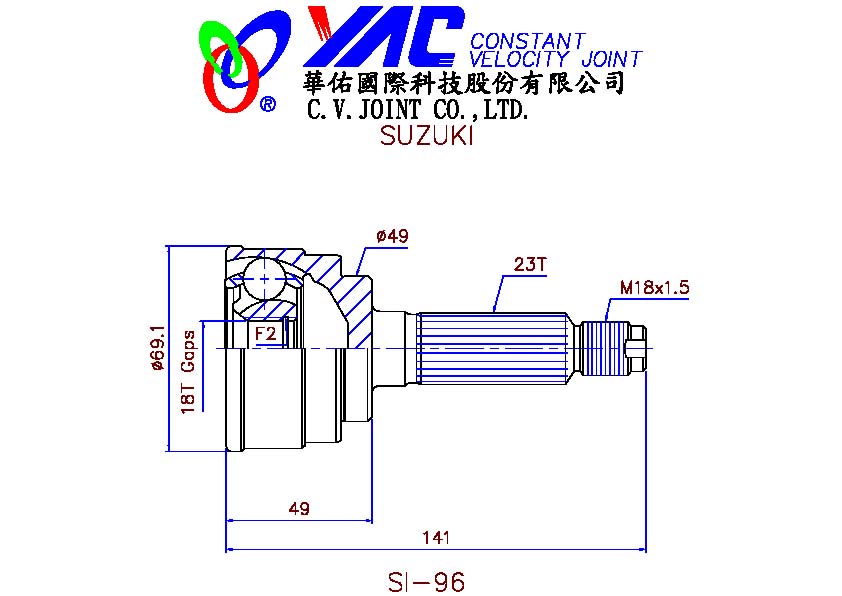 YAC CONSTANT
VELOCITY JOINT
®
華佑國際科技股份有限公司
C.V.JOINT CO.,LTD.
SUZUKI
ø49
23T
M18x1.5
F2
ø69.1
18T Gaps
49
141
SI-96